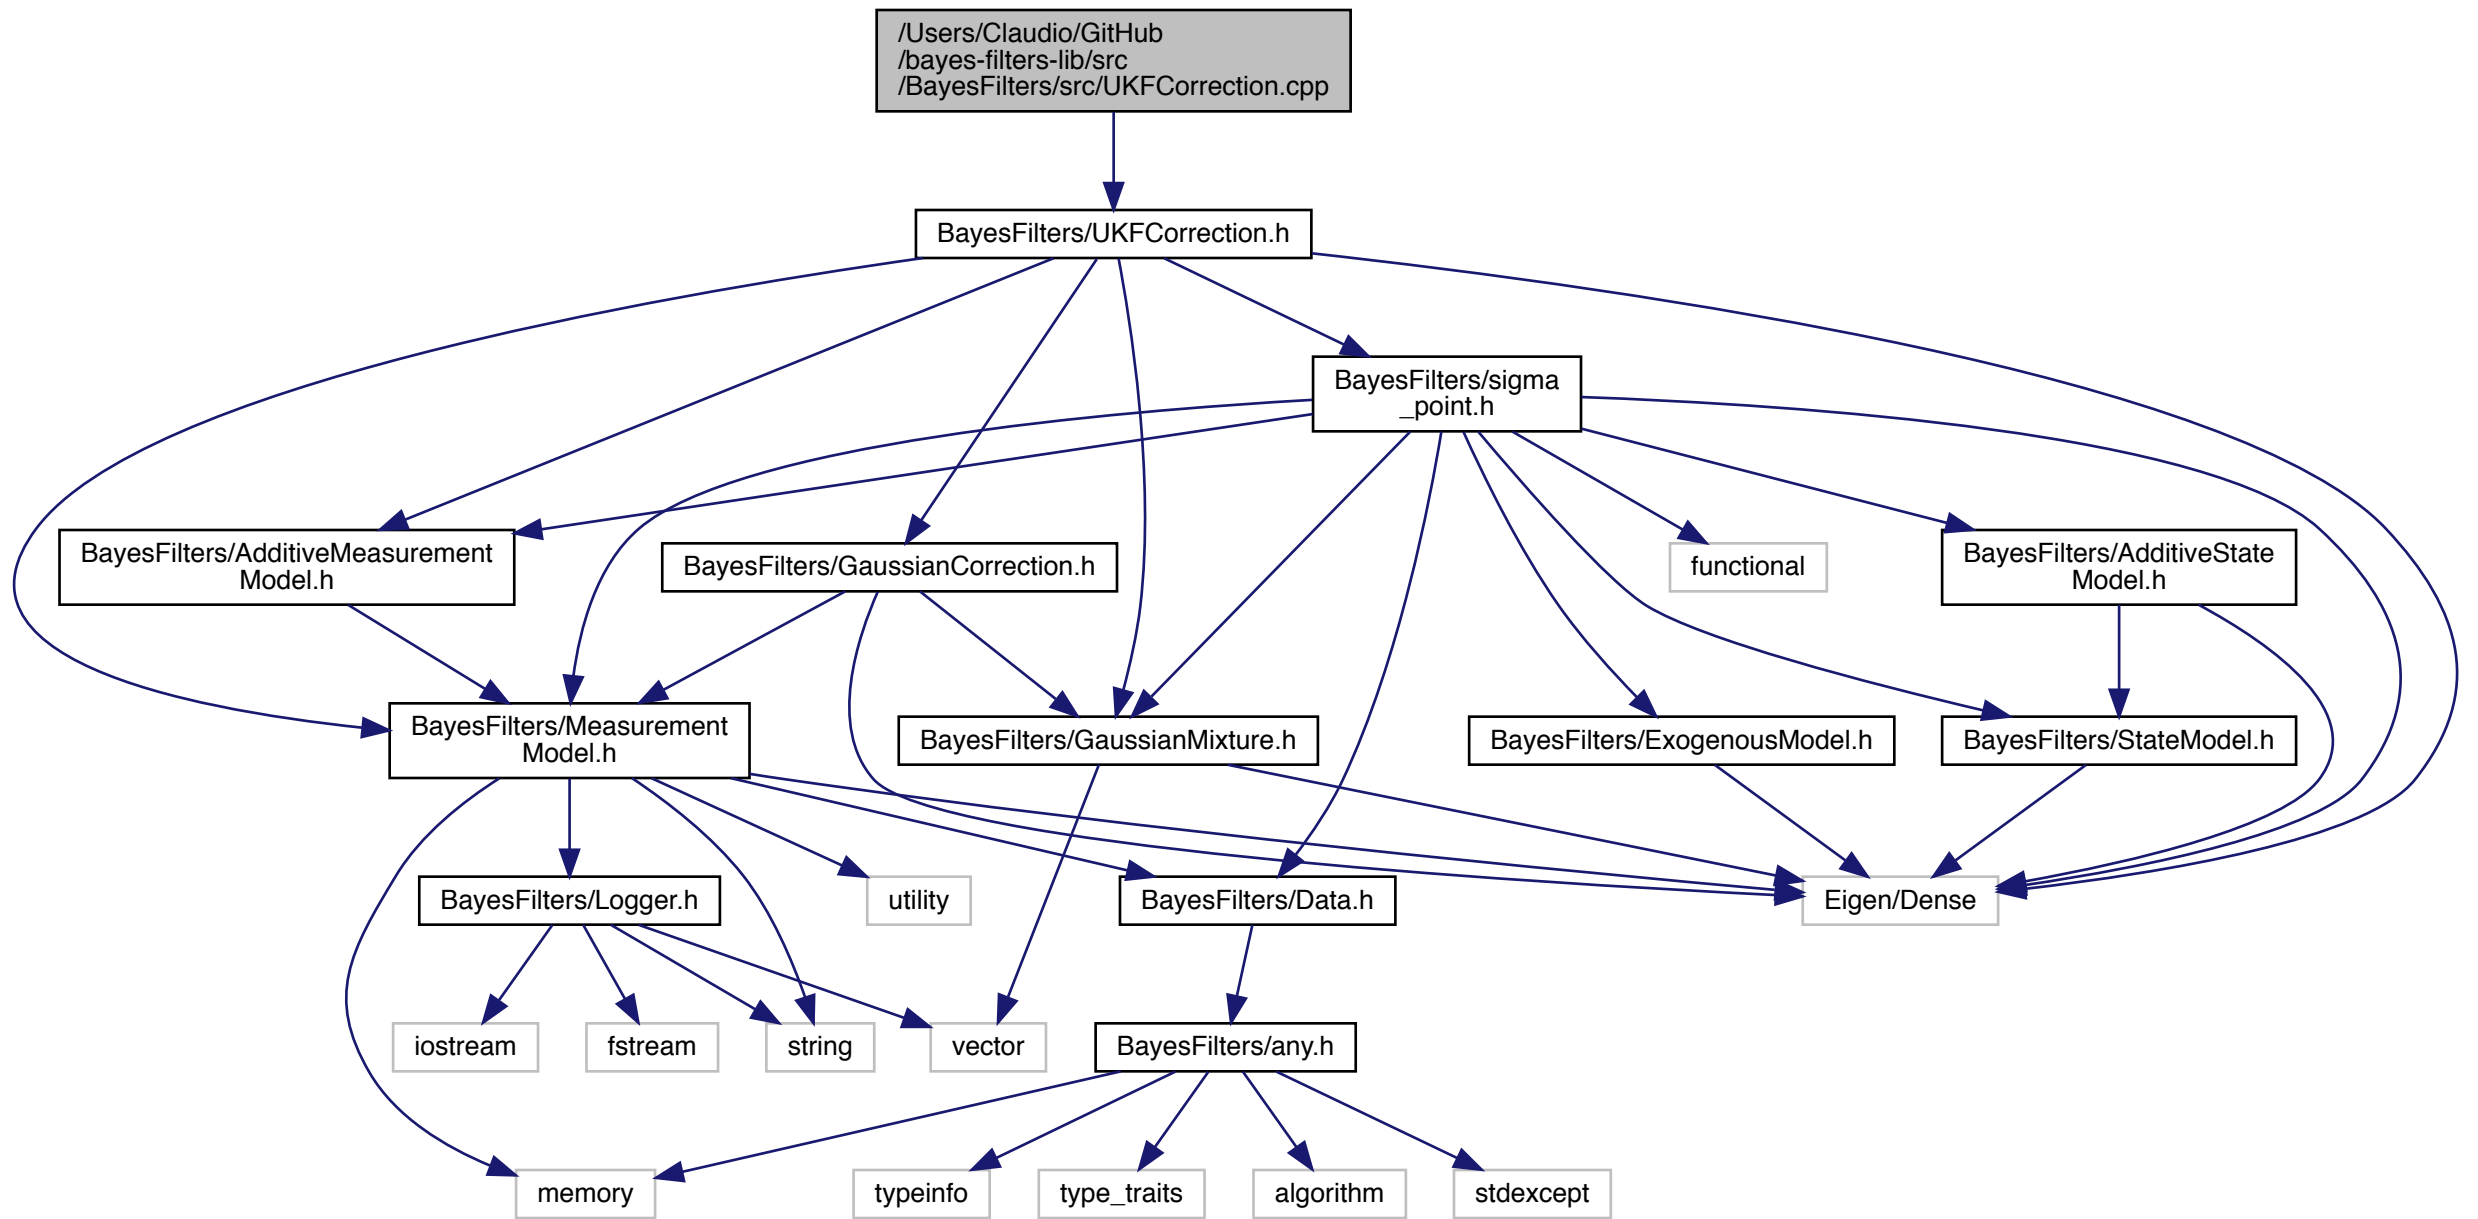 /Users/Claudio/GitHub
/bayes-filters-lib/src
/BayesFilters/src/UKFCorrection.cpp
BayesFilters/UKFCorrection.h
BayesFilters/sigma
_point.h
BayesFilters/AdditiveMeasurement
Model.h
BayesFilters/GaussianCorrection.h
functional
BayesFilters/AdditiveState
Model.h
BayesFilters/Measurement
Model.h
BayesFilters/GaussianMixture.h
BayesFilters/ExogenousModel.h
BayesFilters/StateModel.h
BayesFilters/Logger.h
utility
BayesFilters/Data.h
Eigen/Dense
iostream
fstream
string
vector
BayesFilters/any.h
memory
typeinfo
type_traits
algorithm
stdexcept